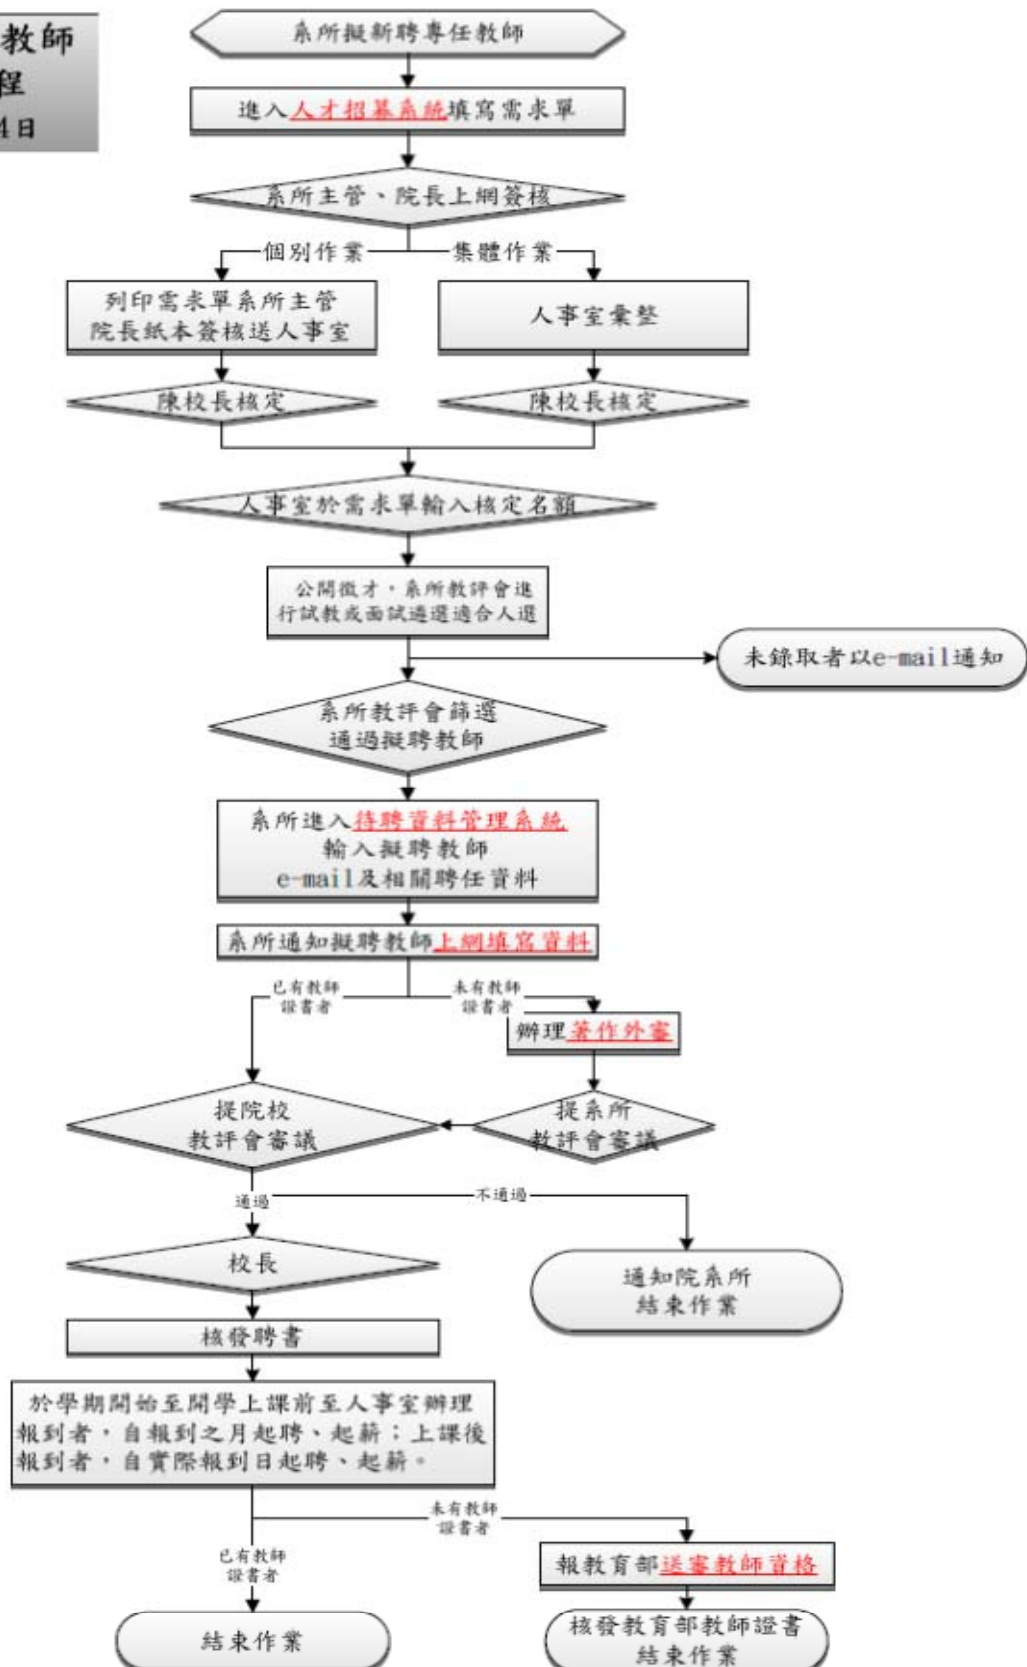 教師
程
4日
系所擬新聘專任教師
進入人才招募系統填寫需求單
系所主管、院長上網簽核
個別作業
集體作業
列印需求單系所主管
院長紙本簽核送人事室
人事室彙整
陳校長核定
陳校長核定
人事室於需求單輸入核定名額
公開徵才，系所教評會進
行試教或面試遴選適合人選
未錄取者以e-mail通知
系所教評會篩選
通過擬聘教師
系所進入待聘資料管理系統
輸入擬聘教師
e-mail及相關聘任資料
系所通知擬聘教師上網填寫資料
已有教師
證書者
未有教師
證書者
辦理著作外審
提院校
教評會審議
提系所
教評會審議
通過
不通過
校長
通知院系所
結束作業
核發聘書
於學期開始至開學上課前至人事室辦理
報到者，自報到之月起聘、起薪；上課後
報到者，自實際報到日起聘、起薪。
未有教師
證書者
已有教師
證書者
報教育部送審教師資格
結束作業
核發教育部教師證書
結束作業